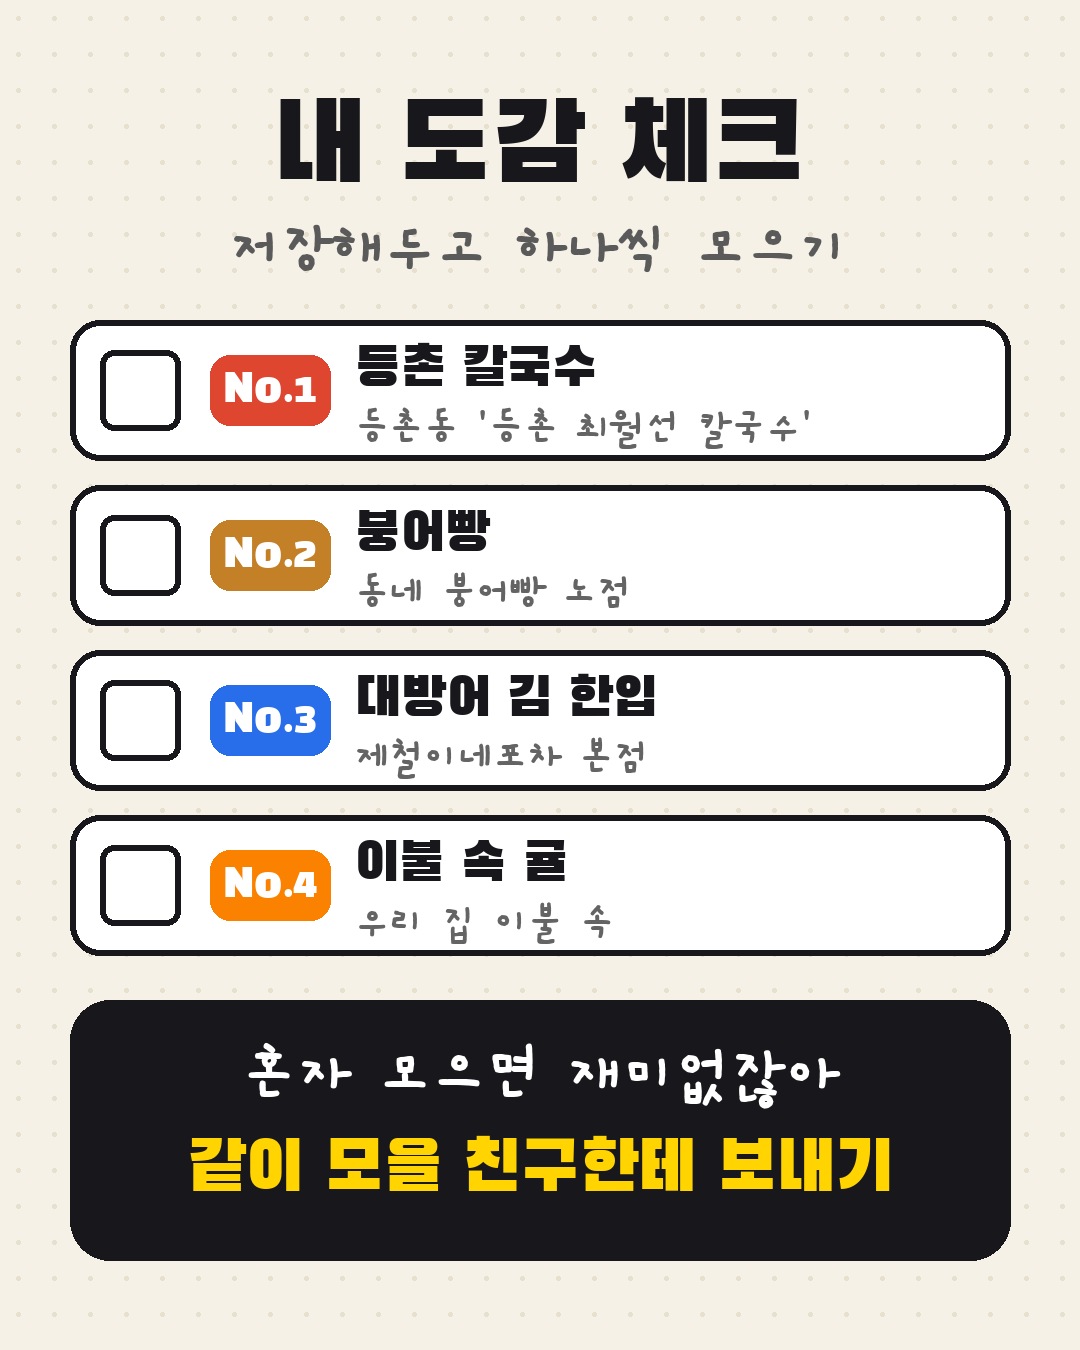 내 도감 체크
저장해두고 하나씩 모으기
No.1
등촌 칼국수
등촌동 '등촌 최월선 칼국수'
No.2
붕어빵
동네 붕어빵 노점
No.3
대방어 김 한입
제철이네포차 본점
No.4
이불 속 귤
우리 집 이불 속
혼자 모으면 재미없잖아
같이 모을 친구한테 보내기